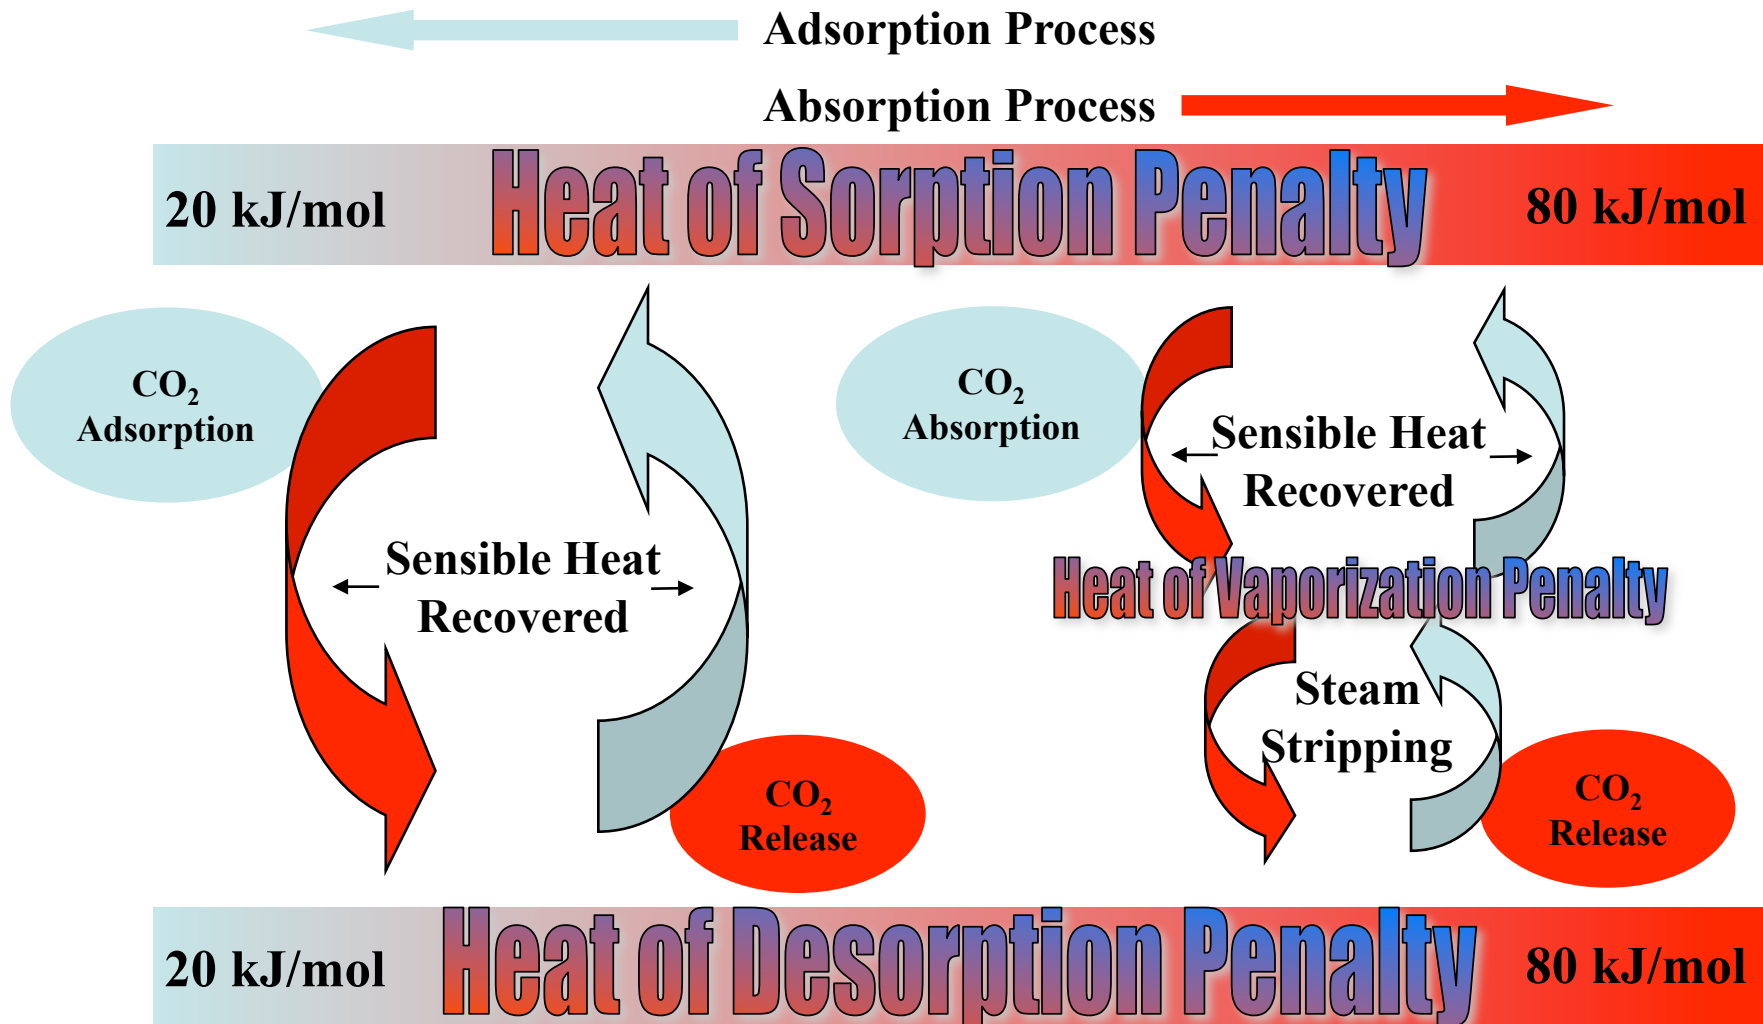 Adsorption Process
Absorption Process
20 kJ/mol
Heat of Sorption Penalty
80 kJ/mol
CO₂
Adsorption
Sensible Heat
Recovered
CO₂
Release
CO₂
Absorption
Sensible Heat
Recovered
Heat of Vaporization Penalty
Steam
Stripping
CO₂
Release
20 kJ/mol
Heat of Desorption Penalty
80 kJ/mol